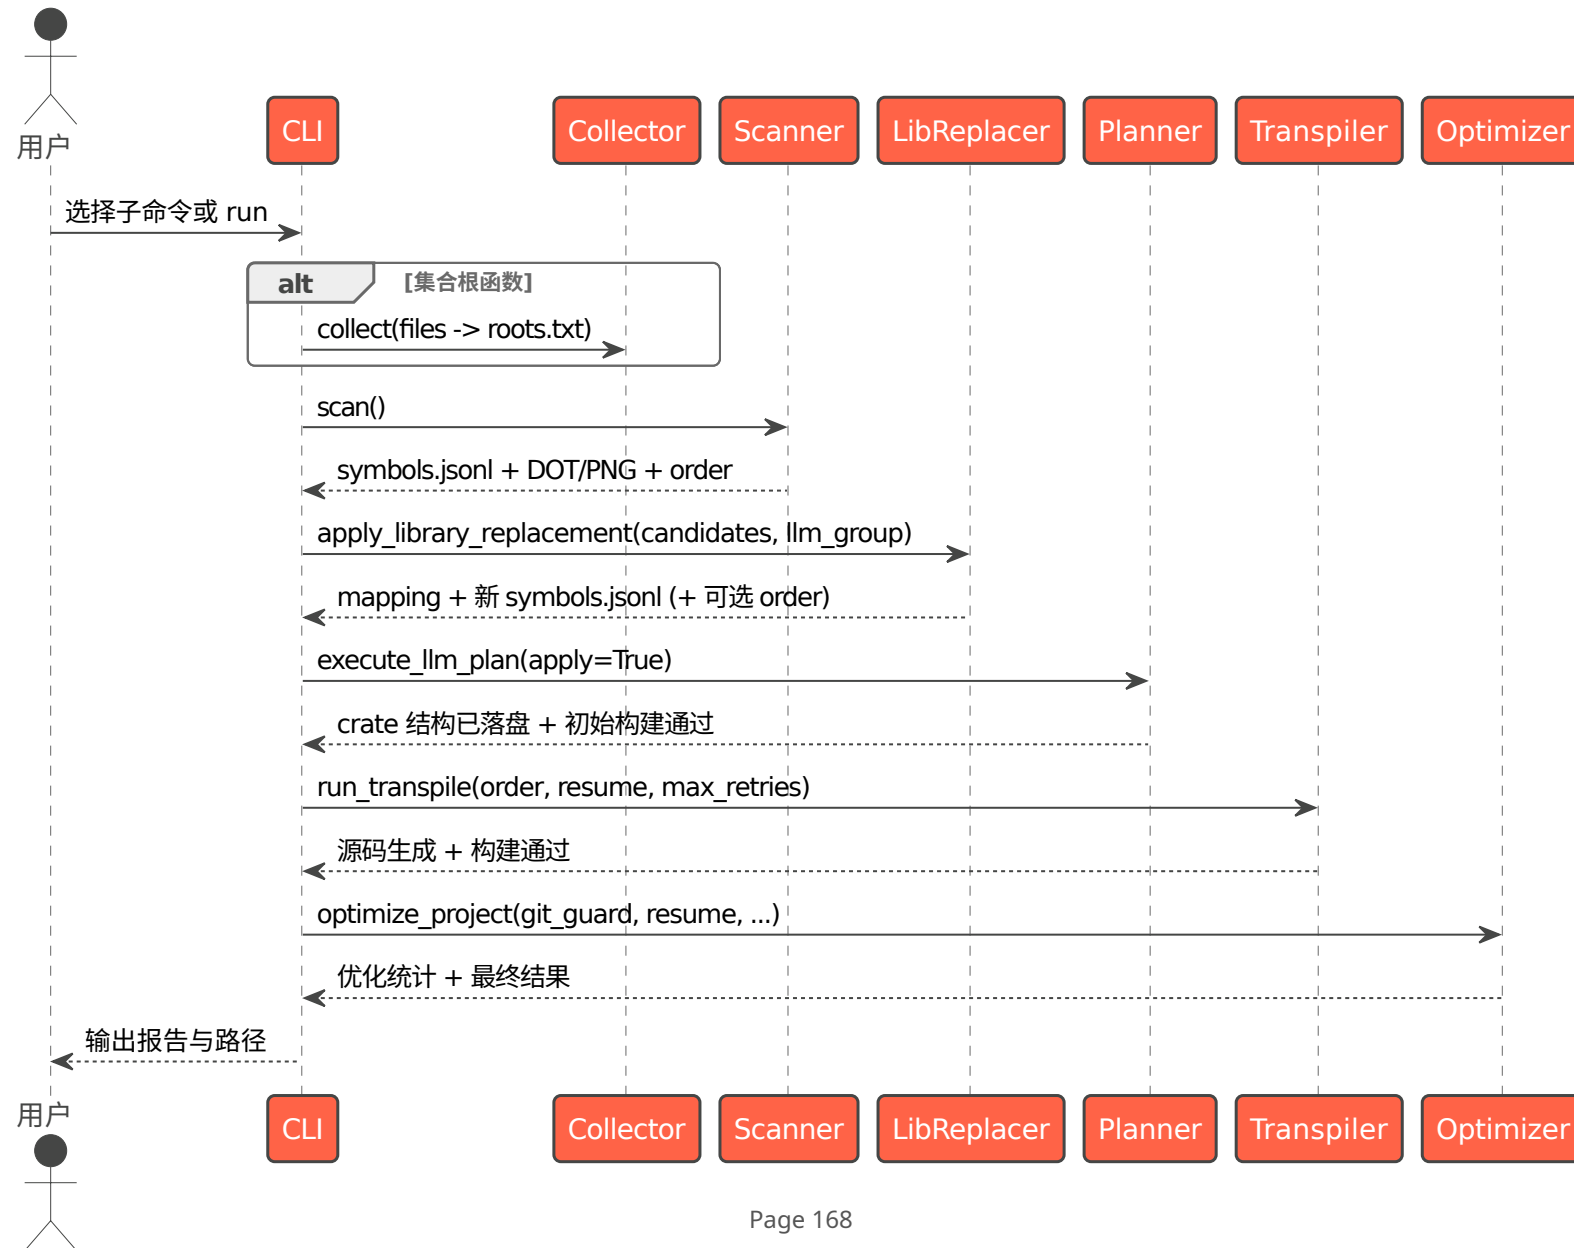 用户
CLI
Collector
Scanner
LibReplacer
Planner
Transpiler
Optimizer
选择子命令或 run
alt
[集合根函数]
collect(files -> roots.txt)
scan()
symbols.jsonl + DOT/PNG + order
apply_library_replacement(candidates, llm_group)
mapping + 新 symbols.jsonl (+ 可选 order)
execute_llm_plan(apply=True)
crate 结构已落盘 + 初始构建通过
run_transpile(order, resume, max_retries)
源码生成 + 构建通过
optimize_project(git_guard, resume, ...)
优化统计 + 最终结果
输出报告与路径
用户
CLI
Collector
Scanner
LibReplacer
Planner
Transpiler
Optimizer
Page 168